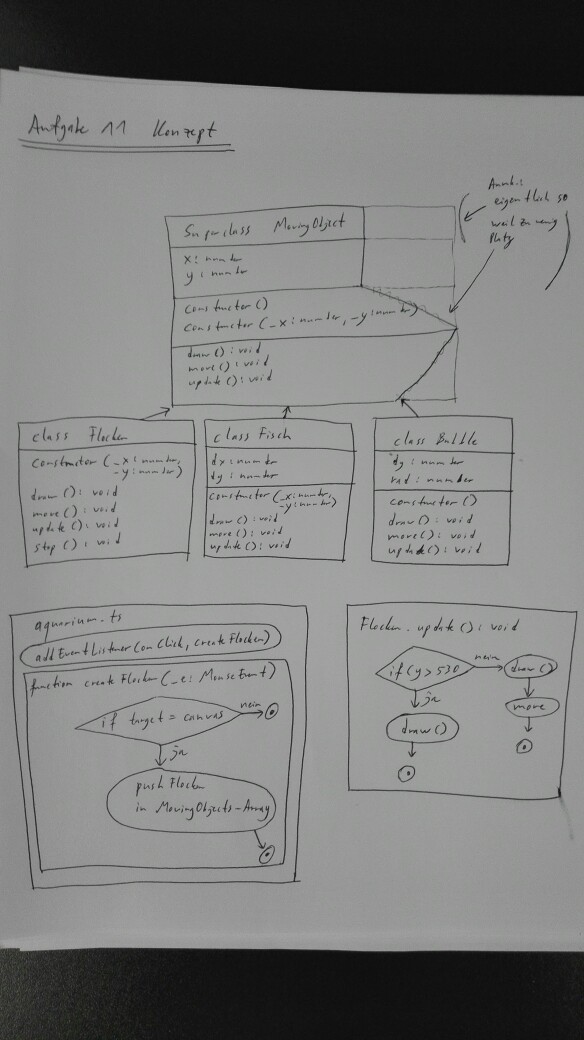 Aufgabe 11 Konzept
Anmk.:
eigentlich so
weil zu wenig
Platz
Superclass MovingObject
x: number
y: number
constructor()
constructor(_x:number, _y:number)
draw(): void
move(): void
update(): void
class Flocken
constructor(_x:number,
_y:number)
draw(): void
move(): void
update(): void
stop(): void
class Fisch
dx: number
dy: number
constructor(_x:number,
_y:number)
draw(): void
move(): void
update(): void
class Bubble
dy: number
rad: number
constructor()
draw(): void
move(): void
update(): void
aquarium.ts
addEventListener(on Click, createFlocken)
function createFlocken(_e: MouseEvent)
if target = canvas
nein
ja
push Flocken
in MovingObjects-Array
Flocken.update(): void
if(y>530
nein
draw()
ja
move
draw()